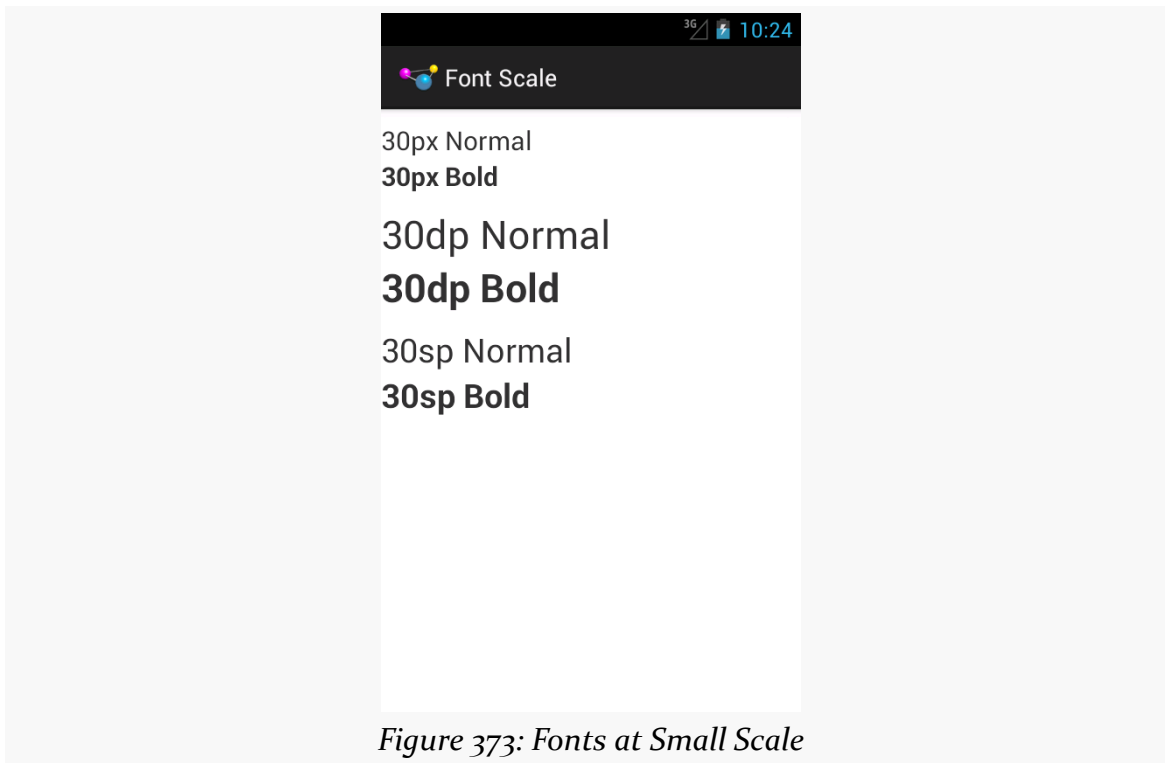 3G 10:24
Font Scale
30px Normal
30px Bold
30dp Normal
30dp Bold
30sp Normal
30sp Bold
Figure 373: Fonts at Small Scale